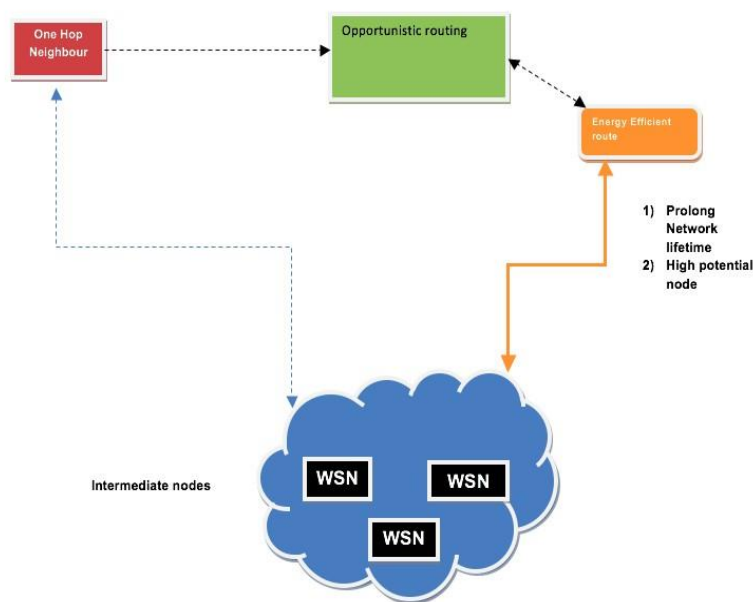 One Hop
Neighbour
Opportunistic routing
Energy Efficient
route
1) Prolong
Network
lifetime
2) High potential
node
Intermediate nodes
WSN
WSN
WSN